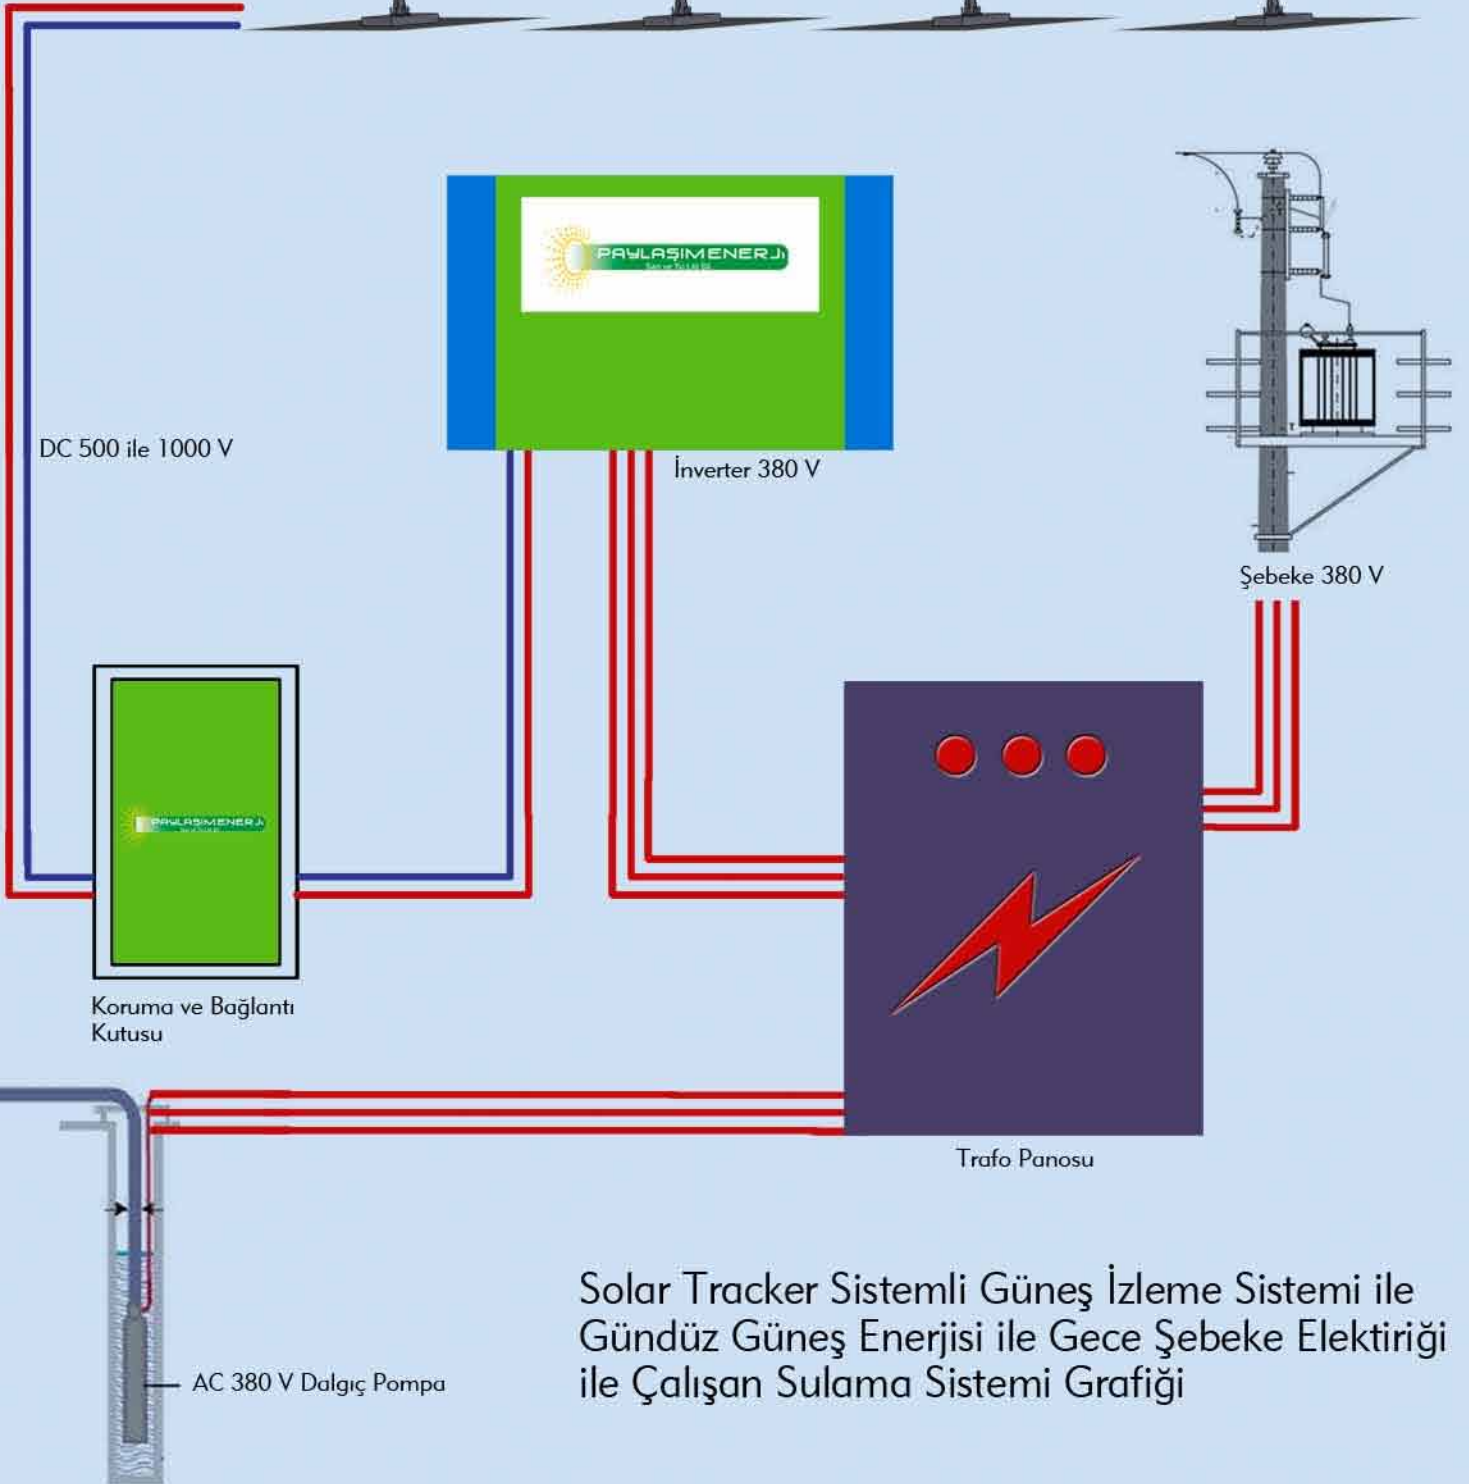 PAYLAŞIMENERJİ
DC 500 ile 1000 V
İnverter 380 V
Şebeke 380 V
PAYLAŞIMENERJİ
Koruma ve Bağlantı
Kutusu
Trafo Panosu
Solar Tracker Sistemli Güneş İzleme Sistemi ile
Gündüz Güneş Enerjisi ile Gece Şebeke Elektiriği
ile Çalışan Sulama Sistemi Grafiği
AC 380 V Dalgıç Pompa